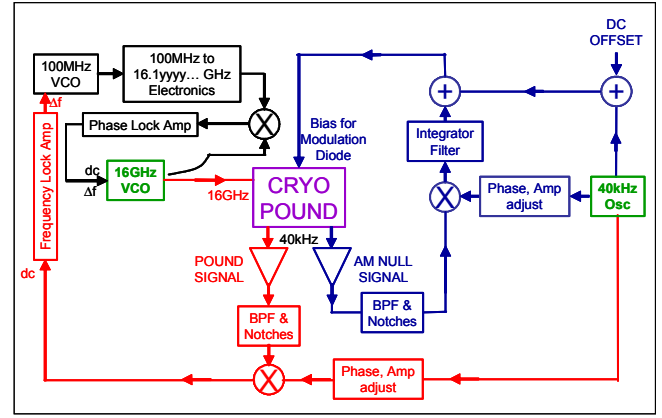 100MHz
VCO
100MHz to
16.1yyyy... GHz
Electronics
DC
OFFSET
Δf
Phase Lock Amp
Bias for
Modulation
Diode
Integrator
Filter
Frequency Lock Amp
dc
Δf
16GHz
VCO
16GHz
CRYO
POUND
Phase, Amp
adjust
40kHz
Osc
40kHz
POUND
SIGNAL
AM NULL
SIGNAL
dc
BPF &
Notches
BPF &
Notches
Phase, Amp
adjust